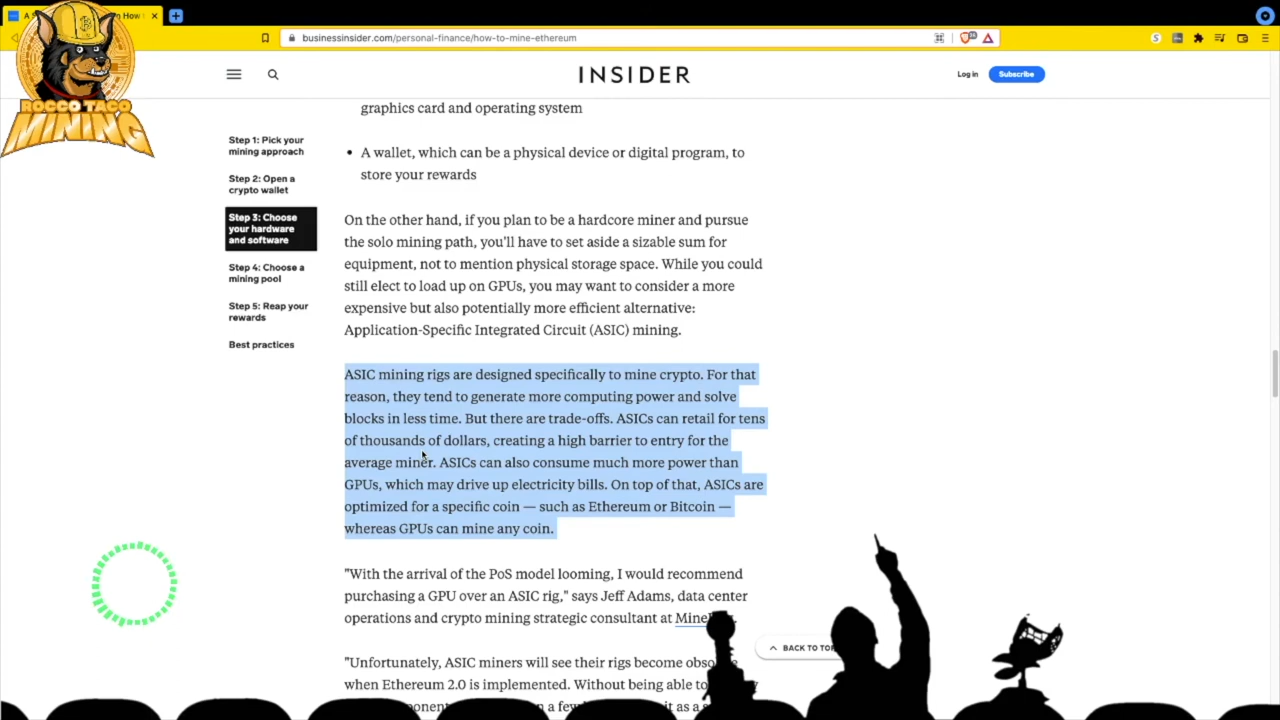 n How
businessinsider.com/personal-finance/how-to-mine-ethereum
ROCCO TACO
MINING
INSIDER
Log in
Subscribe
Step 1: Pick your
mining approach
Step 2: Open a
crypto wallet
Step 3: Choose
your hardware
and software
Step 4: Choose a
mining pool
Step 5: Reap your
rewards
Best practices
graphics card and operating system
• A wallet, which can be a physical device or digital program, to
store your rewards
On the other hand, if you plan to be a hardcore miner and pursue
the solo mining path, you'll have to set aside a sizable sum for
equipment, not to mention physical storage space. While you could
still elect to load up on GPUs, you may want to consider a more
expensive but also potentially more efficient alternative:
Application-Specific Integrated Circuit (ASIC) mining.
ASIC mining rigs are designed specifically to mine crypto. For that
reason, they tend to generate more computing power and solve
blocks in less time. But there are trade-offs. ASICs can retail for tens
of thousands of dollars, creating a high barrier to entry for the
average miner. ASICs can also consume much more power than
GPUs, which may drive up electricity bills. On top of that, ASICs are
optimized for a specific coin — such as Ethereum or Bitcoin —
whereas GPUs can mine any coin.
"With the arrival of the PoS model looming, I would recommend
purchasing a GPU over an ASIC rig," says Jeff Adams, data center
operations and crypto mining strategic consultant at
BACK TO TOP
"Unfortunately, ASIC miners will see their rigs become
when Ethereum 2.0 is implemented. Without being able to
it as a